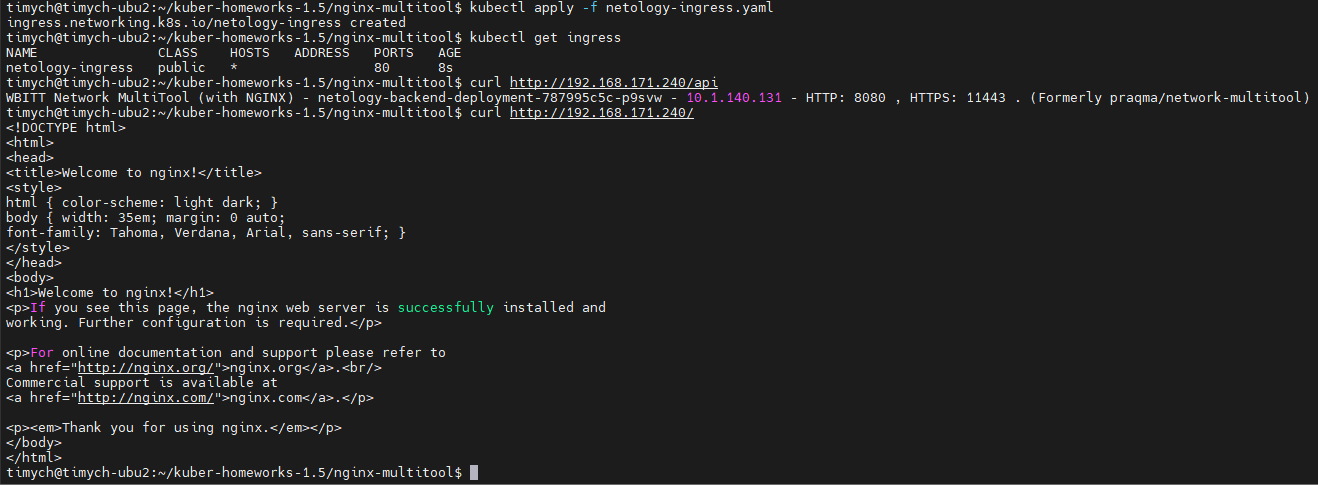 timych@timych-ubu2:~/kuber-homeworks-1.5/nginx-multitool$ kubectl apply -f netology-ingress.yaml
ingress.networking.k8s.io/netology-ingress created
timych@timych-ubu2:~/kuber-homeworks-1.5/nginx-multitool$ kubectl get ingress
NAME               CLASS    HOSTS   ADDRESS   PORTS   AGE
netology-ingress   public   *                 80      8s
timych@timych-ubu2:~/kuber-homeworks-1.5/nginx-multitool$ curl http://192.168.171.240/api
WBITT Network MultiTool (with NGINX) - netology-backend-deployment-787995c5c-p9svw - 10.1.140.131 - HTTP: 8080 , HTTPS: 11443 . (Formerly praqma/network-multitool)
timych@timych-ubu2:~/kuber-homeworks-1.5/nginx-multitool$ curl http://192.168.171.240/
<!DOCTYPE html>
<html>
<head>
<title>Welcome to nginx!</title>
<style>
html { color-scheme: light dark; }
body { width: 35em; margin: 0 auto;
font-family: Tahoma, Verdana, Arial, sans-serif; }
</style>
</head>
<body>
<h1>Welcome to nginx!</h1>
<p>If you see this page, the nginx web server is successfully installed and
working. Further configuration is required.</p>

<p>For online documentation and support please refer to
<a href="http://nginx.org/">nginx.org</a>.<br/>
Commercial support is available at
<a href="http://nginx.com/">nginx.com</a>.</p>

<p><em>Thank you for using nginx.</em></p>
</body>
</html>
timych@timych-ubu2:~/kuber-homeworks-1.5/nginx-multitool$